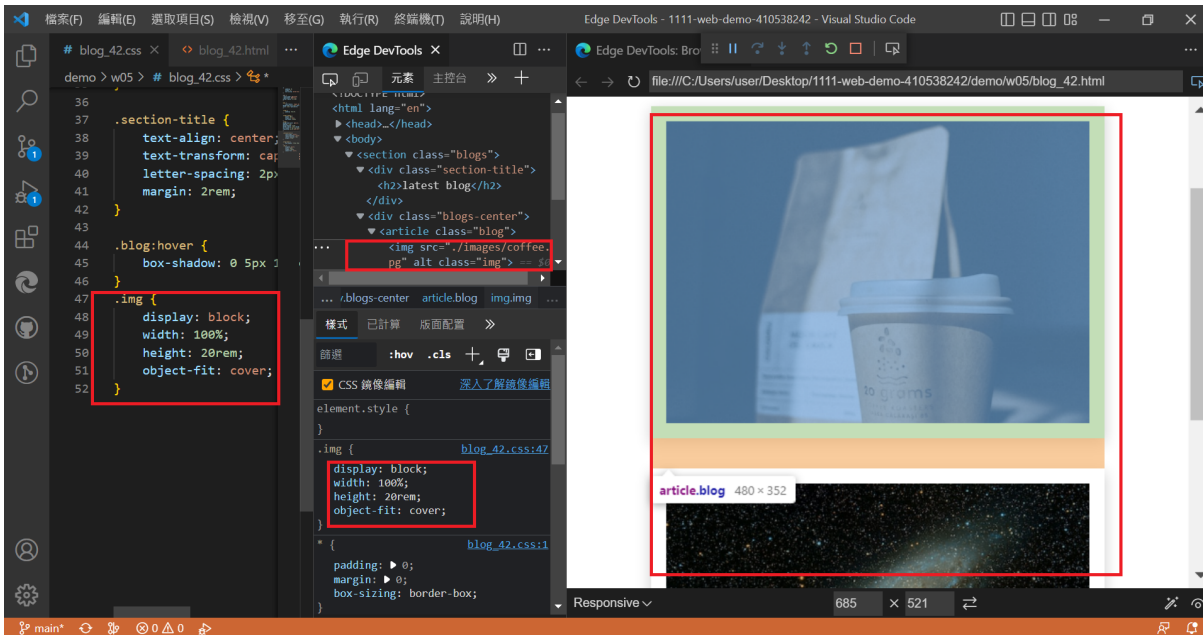 檔案(F) 編輯(E) 選取項目(S) 檢視(V) 移至(G) 執行(R) 終端機(T) 說明(H) Edge DevTools - 1111-web-demo-410538242 - Visual Studio Code
# blog_42.css × <> blog_42.html ...
demo > w05 > # blog_42.css > *
36
37 .section-title {
38 text-align: center;
39 text-transform: cap
40 letter-spacing: 2px
41 margin: 2rem;
42 }
43
44 .blog:hover {
45 box-shadow: 0 5px 1
46 }
47 .img {
48 display: block;
49 width: 100%;
50 height: 20rem;
51 object-fit: cover;
52 }
Edge DevTools × ...
元素 主控台 » +
<!DOCTYPE html>
<html lang="en">
▶<head>…</head>
▼<body>
▼<section class="blogs">
▼<div class="section-title">
<h2>latest blog</h2>
</div>
▼<div class="blogs-center">
▼<article class="blog">
... <img src="./images/coffee.
pg" alt class="img"> == $0
... .blogs-center article.blog img.img ...
樣式 已計算 版面配置 »
篩選 :hov .cls +
CSS 鏡像編輯 深入了解鏡像編輯
element.style {
}
.img { blog_42.css:47
display: block;
width: 100%;
height: 20rem;
object-fit: cover;
}
* { blog_42.css:1
padding: ▶ 0;
margin: ▶ 0;
box-sizing: border-box;
}
Edge DevTools: Bro
file:///C:/Users/user/Desktop/1111-web-demo-410538242/demo/w05/blog_42.html
10 grams
article.blog 480 × 352
Responsive 685 × 521
main* 0 0
1
1